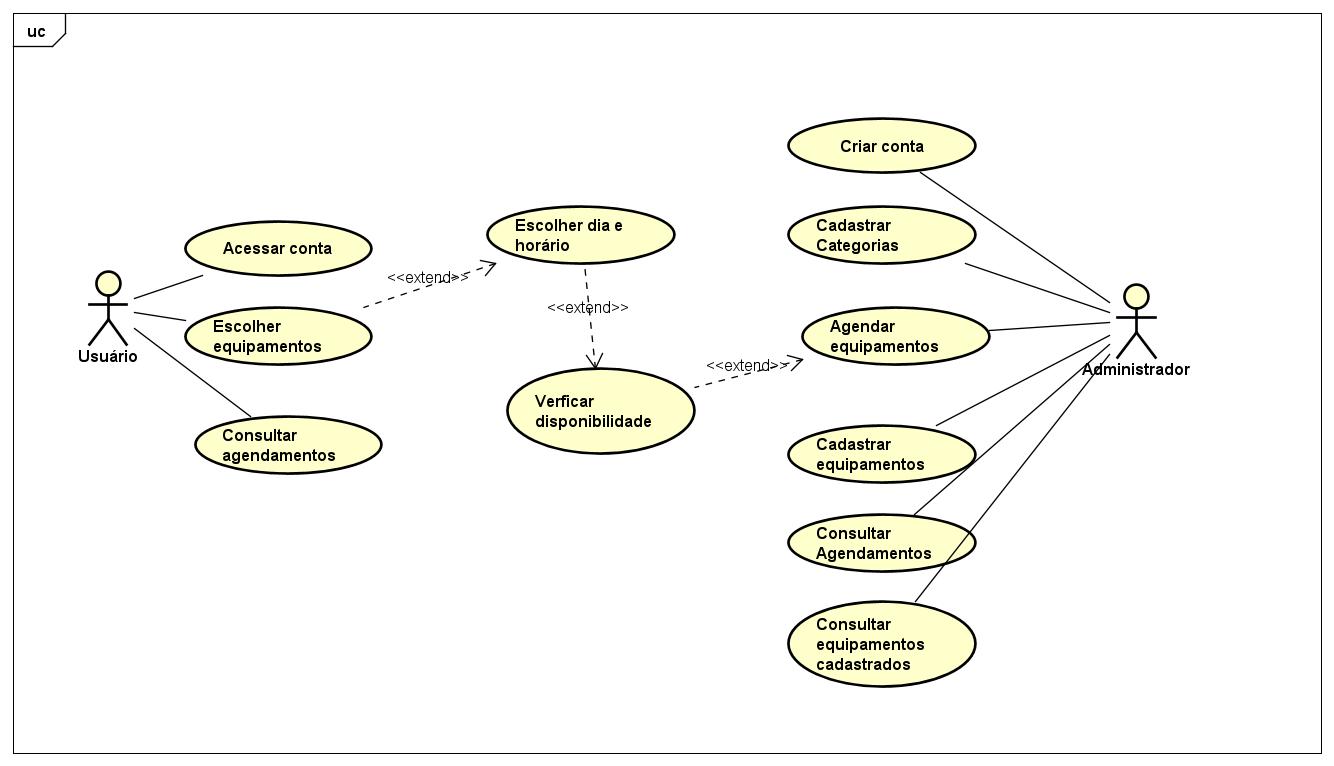 uc
Criar conta
Escolher dia e
horário
Cadastrar
Categorias
Acessar conta
<<extend>>
Escolher
equipamentos
<<extend>>
Agendar
equipamentos
Usuário
<<extend>>
Administrador
Verficar
disponibilidade
Consultar
agendamentos
Cadastrar
equipamentos
Consultar
Agendamentos
Consultar
equipamentos
cadastrados